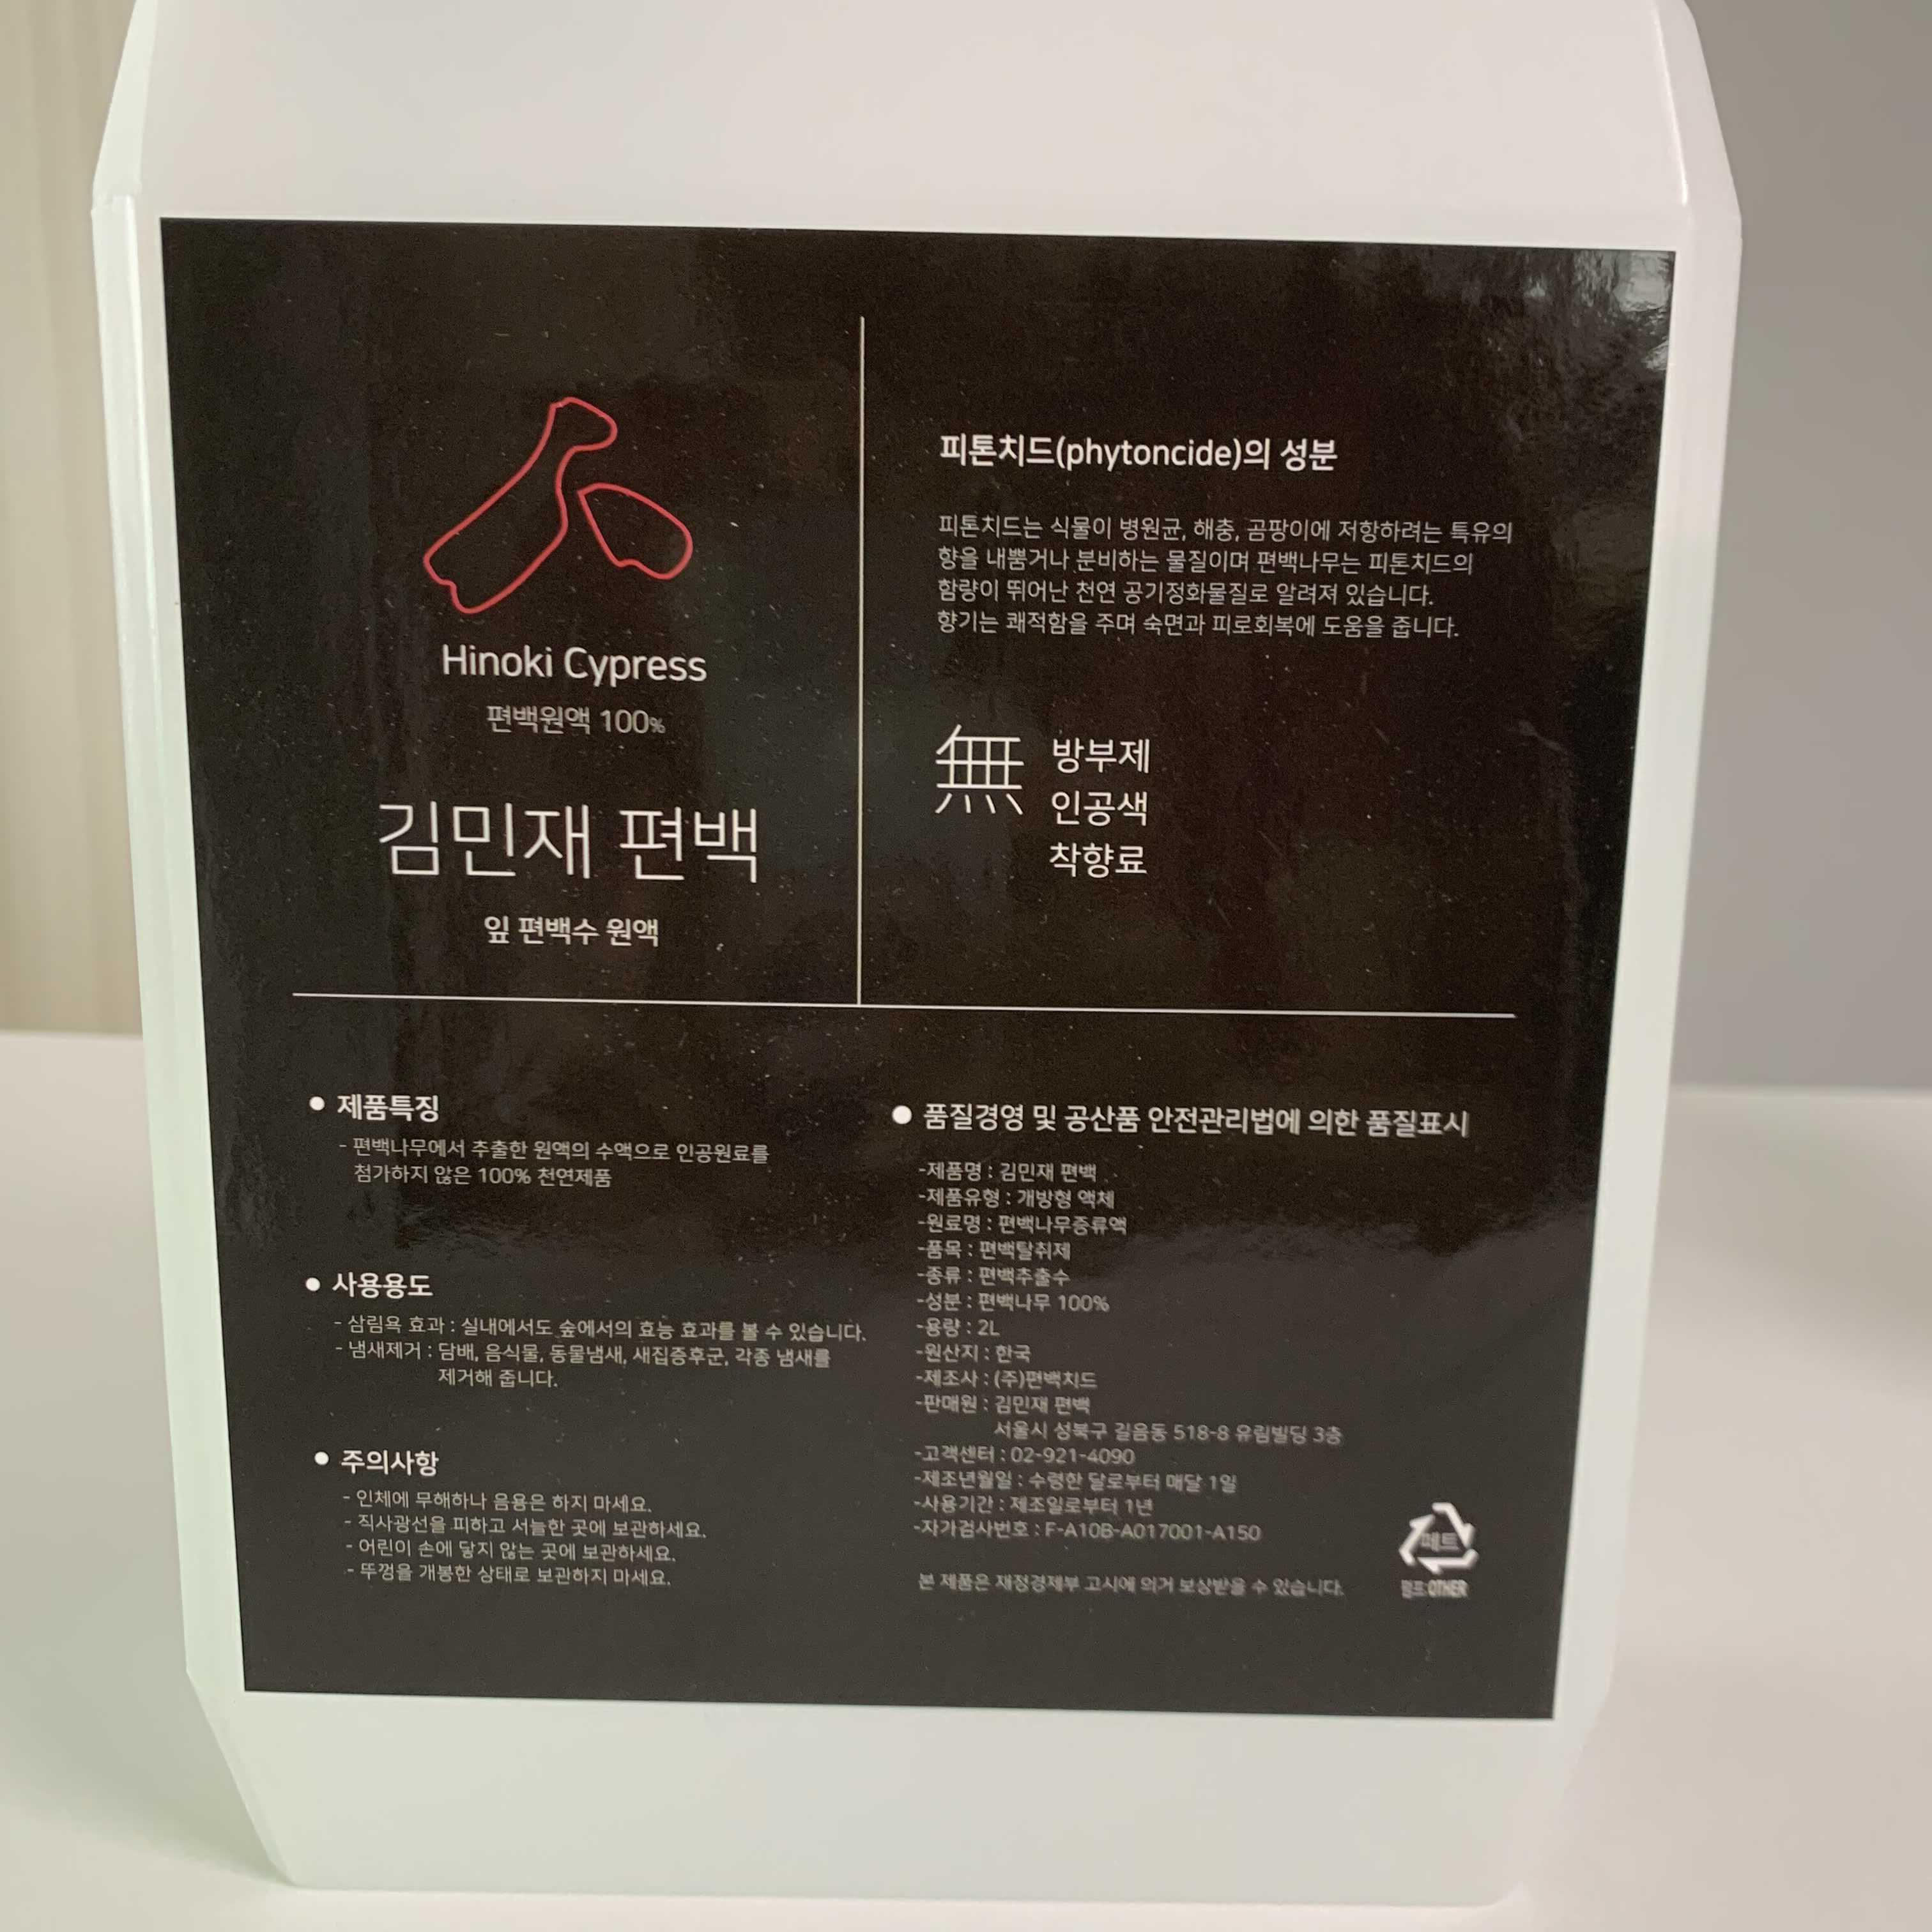 Hinoki Cypress
편백원액 100%
김민재 편백
잎 편백수 원액
피톤치드(phytoncide)의 성분
피톤치드는 식물이 병원균, 해충, 곰팡이에 저항하려는 특유의
향을 내뿜거나 분비하는 물질이며 편백나무는 피톤치드의
함량이 뛰어난 천연 공기정화물질로 알려져 있습니다.
향기는 쾌적함을 주며 숙면과 피로회복에 도움을 줍니다.
無
방부제
인공색
착향료
● 제품특징
- 편백나무에서 추출한 원액의 수액으로 인공원료를
첨가하지 않은 100% 천연제품
● 사용용도
- 삼림욕 효과 : 실내에서도 숲에서의 효능 효과를 볼 수 있습니다.
- 냄새제거 : 담배, 음식물, 동물냄새, 새집증후군, 각종 냄새를
제거해 줍니다.
● 주의사항
- 인체에 무해하나 음용은 하지 마세요.
- 직사광선을 피하고 서늘한 곳에 보관하세요.
- 어린이 손에 닿지 않는 곳에 보관하세요.
- 뚜껑을 개봉한 상태로 보관하지 마세요.
● 품질경영 및 공산품 안전관리법에 의한 품질표시
-제품명 : 김민재 편백
-제품유형 : 개방형 액체
-원료명 : 편백나무증류액
-품목 : 편백탈취제
-종류 : 편백추출수
-성분 : 편백나무 100%
-용량 : 2L
-원산지 : 한국
-제조사 : (주)편백치드
-판매원 : 김민재 편백
서울시 성북구 길음동 518-8 유림빌딩 3층
-고객센터 : 02-921-4090
-제조년월일 : 수령한 달로부터 매달 1일
-사용기간 : 제조일로부터 1년
-자가검사번호 : F-A10B-A017001-A150
본 제품은 재정경제부 고시에 의거 보상받을 수 있습니다.
페트
펌프:OTHER